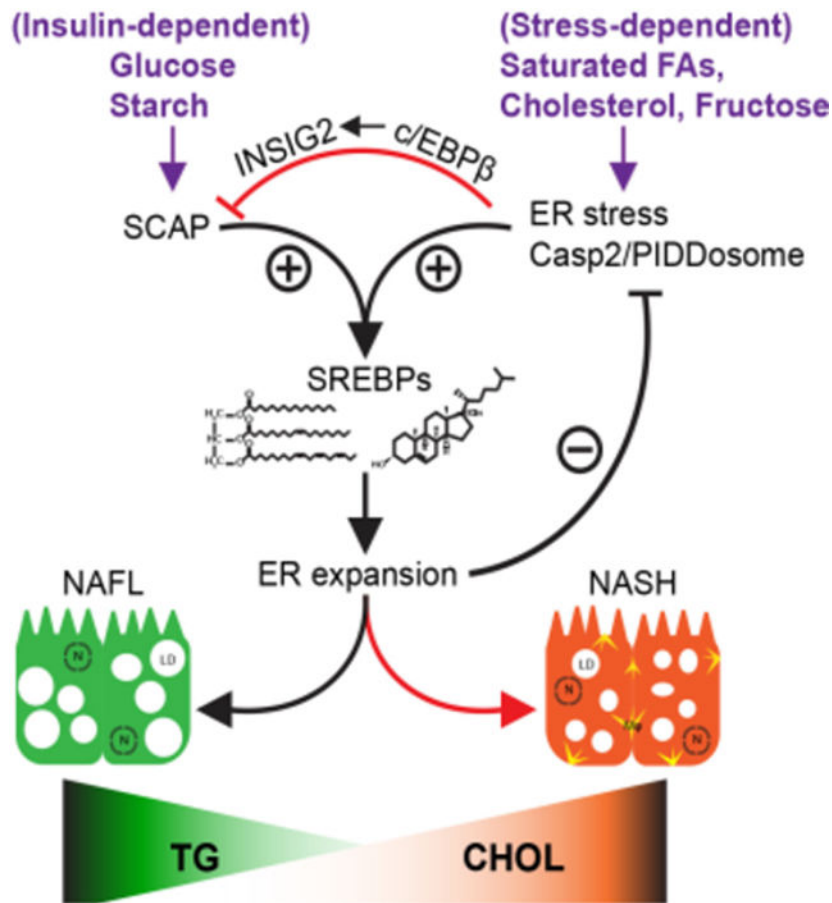 (Insulin-dependent)
Glucose
Starch
(Stress-dependent)
Saturated FAs,
Cholesterol, Fructose
INSIG2
c/EBPβ
SCAP
ER stress
Casp2/PIDDosome
+
+
SREBPs
HO
−
ER expansion
NAFL
NASH
N
LD
N
LD
N
N
TG
CHOL